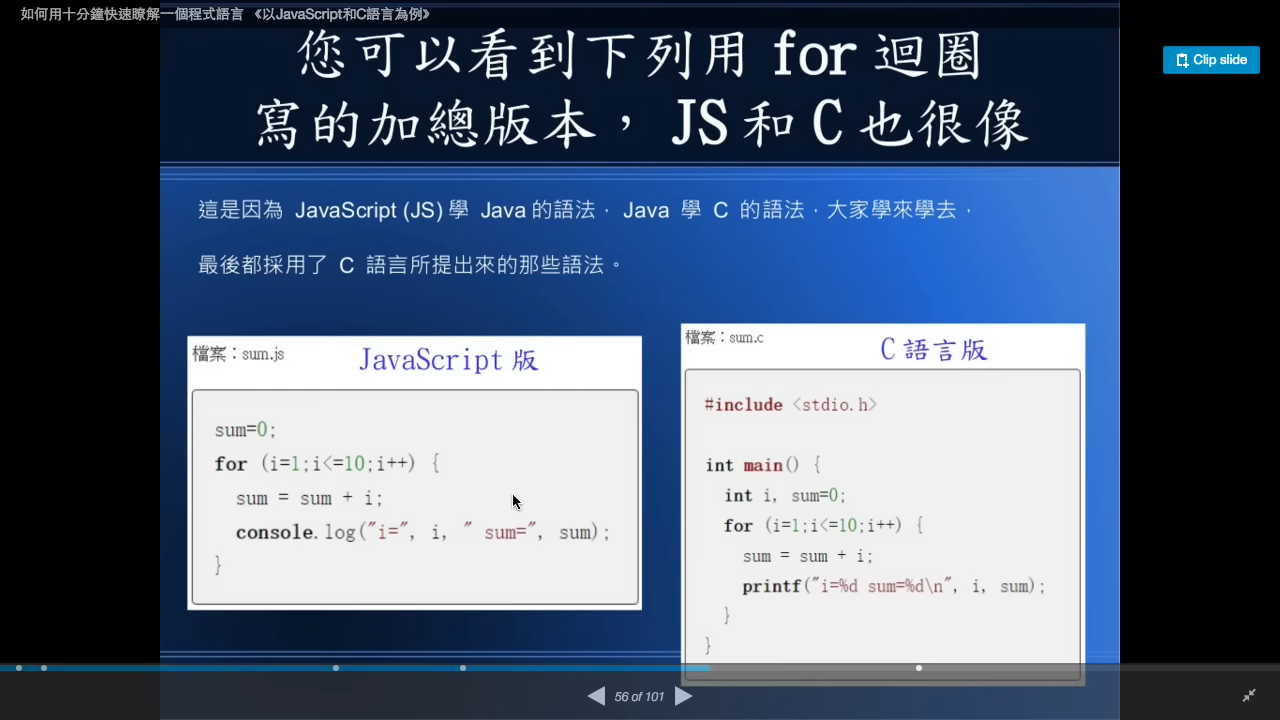 如何用十分鐘快速瞭解一個程式語言 《以JavaScript和C語言為例》
您可以看到下列用 for 迴圈
寫的加總版本， JS 和 C 也很像
Clip slide
這是因為 JavaScript (JS) 學 Java 的語法，Java 學 C 的語法，大家學來學去，
最後都採用了 C 語言所提出來的那些語法。
檔案：sum.js
JavaScript 版
sum=0;
for (i=1;i<=10;i++) {
  sum = sum + i;
  console.log("i=", i, " sum=", sum);
}
檔案：sum.c
C 語言版
#include <stdio.h>
int main() {
  int i, sum=0;
  for (i=1;i<=10;i++) {
    sum = sum + i;
    printf("i=%d sum=%d\n", i, sum);
  }
}
56 of 101